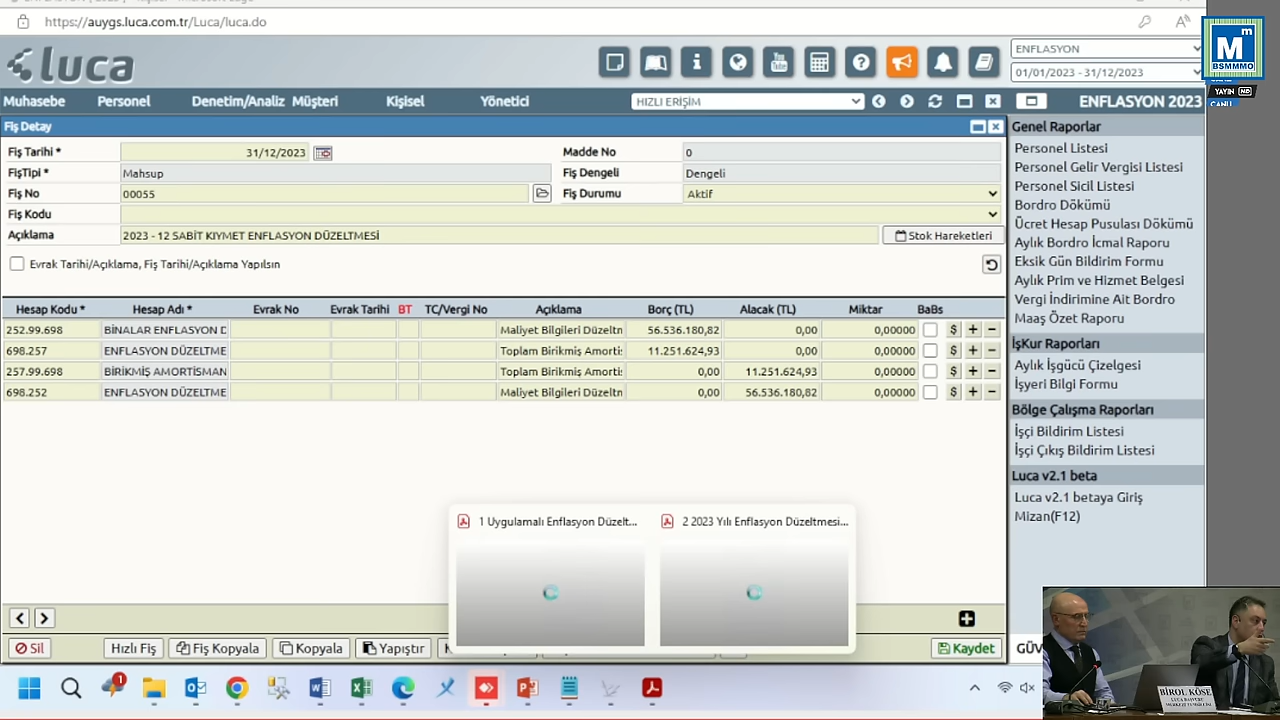 https://auygs.luca.com.tr/Luca/luca.do
luca
ENFLASYON
01/01/2023 - 31/12/2023
Mm
BSMMMO
YAYIN
CANLI
Muhasebe Personel Denetim/Analiz Müşteri Kişisel Yönetici
HIZLI ERİŞİM
ENFLASYON 2023
Fiş Detay
Fiş Tarihi * 31/12/2023 Madde No 0
FişTipi * Mahsup Fiş Dengeli Dengeli
Fiş No 00055 Fiş Durumu Aktif
Fiş Kodu
Açıklama 2023 - 12 SABİT KIYMET ENFLASYON DÜZELTMESİ Stok Hareketleri
Evrak Tarihi/Açıklama, Fiş Tarihi/Açıklama Yapılsın
Hesap Kodu * Hesap Adı * Evrak No Evrak Tarihi BT TC/Vergi No Açıklama Borç (TL) Alacak (TL) Miktar BaBs
252.99.698 BİNALAR ENFLASYON D Maliyet Bilgileri Düzeltn 56.536.180,82 0,00 0,00000 $ + −
698.257 ENFLASYON DÜZELTME Toplam Birikmiş Amorti: 11.251.624,93 0,00 0,00000 $ + −
257.99.698 BİRİKMİŞ AMORTİSMAN Toplam Birikmiş Amorti: 0,00 11.251.624,93 0,00000 $ + −
698.252 ENFLASYON DÜZELTME Maliyet Bilgileri Düzeltn 0,00 56.536.180,82 0,00000 $ + −
1 Uygulamalı Enflasyon Düzelt...
2 2023 Yılı Enflasyon Düzeltmesi...
Sil Hızlı Fiş Fiş Kopyala Kopyala Yapıştır Kaydet
Genel Raporlar
Personel Listesi
Personel Gelir Vergisi Listesi
Personel Sicil Listesi
Bordro Dökümü
Ücret Hesap Pusulası Dökümü
Aylık Bordro İcmal Raporu
Eksik Gün Bildirim Formu
Aylık Prim ve Hizmet Belgesi
Vergi İndirimine Ait Bordro
Maaş Özet Raporu
İşKur Raporları
Aylık İşgücü Çizelgesi
İşyeri Bilgi Formu
Bölge Çalışma Raporları
İşçi Bildirim Listesi
İşçi Çıkış Bildirim Listesi
Luca v2.1 beta
Luca v2.1 betaya Giriş
Mizan(F12)
GÜV
BİROL KÖSE
1